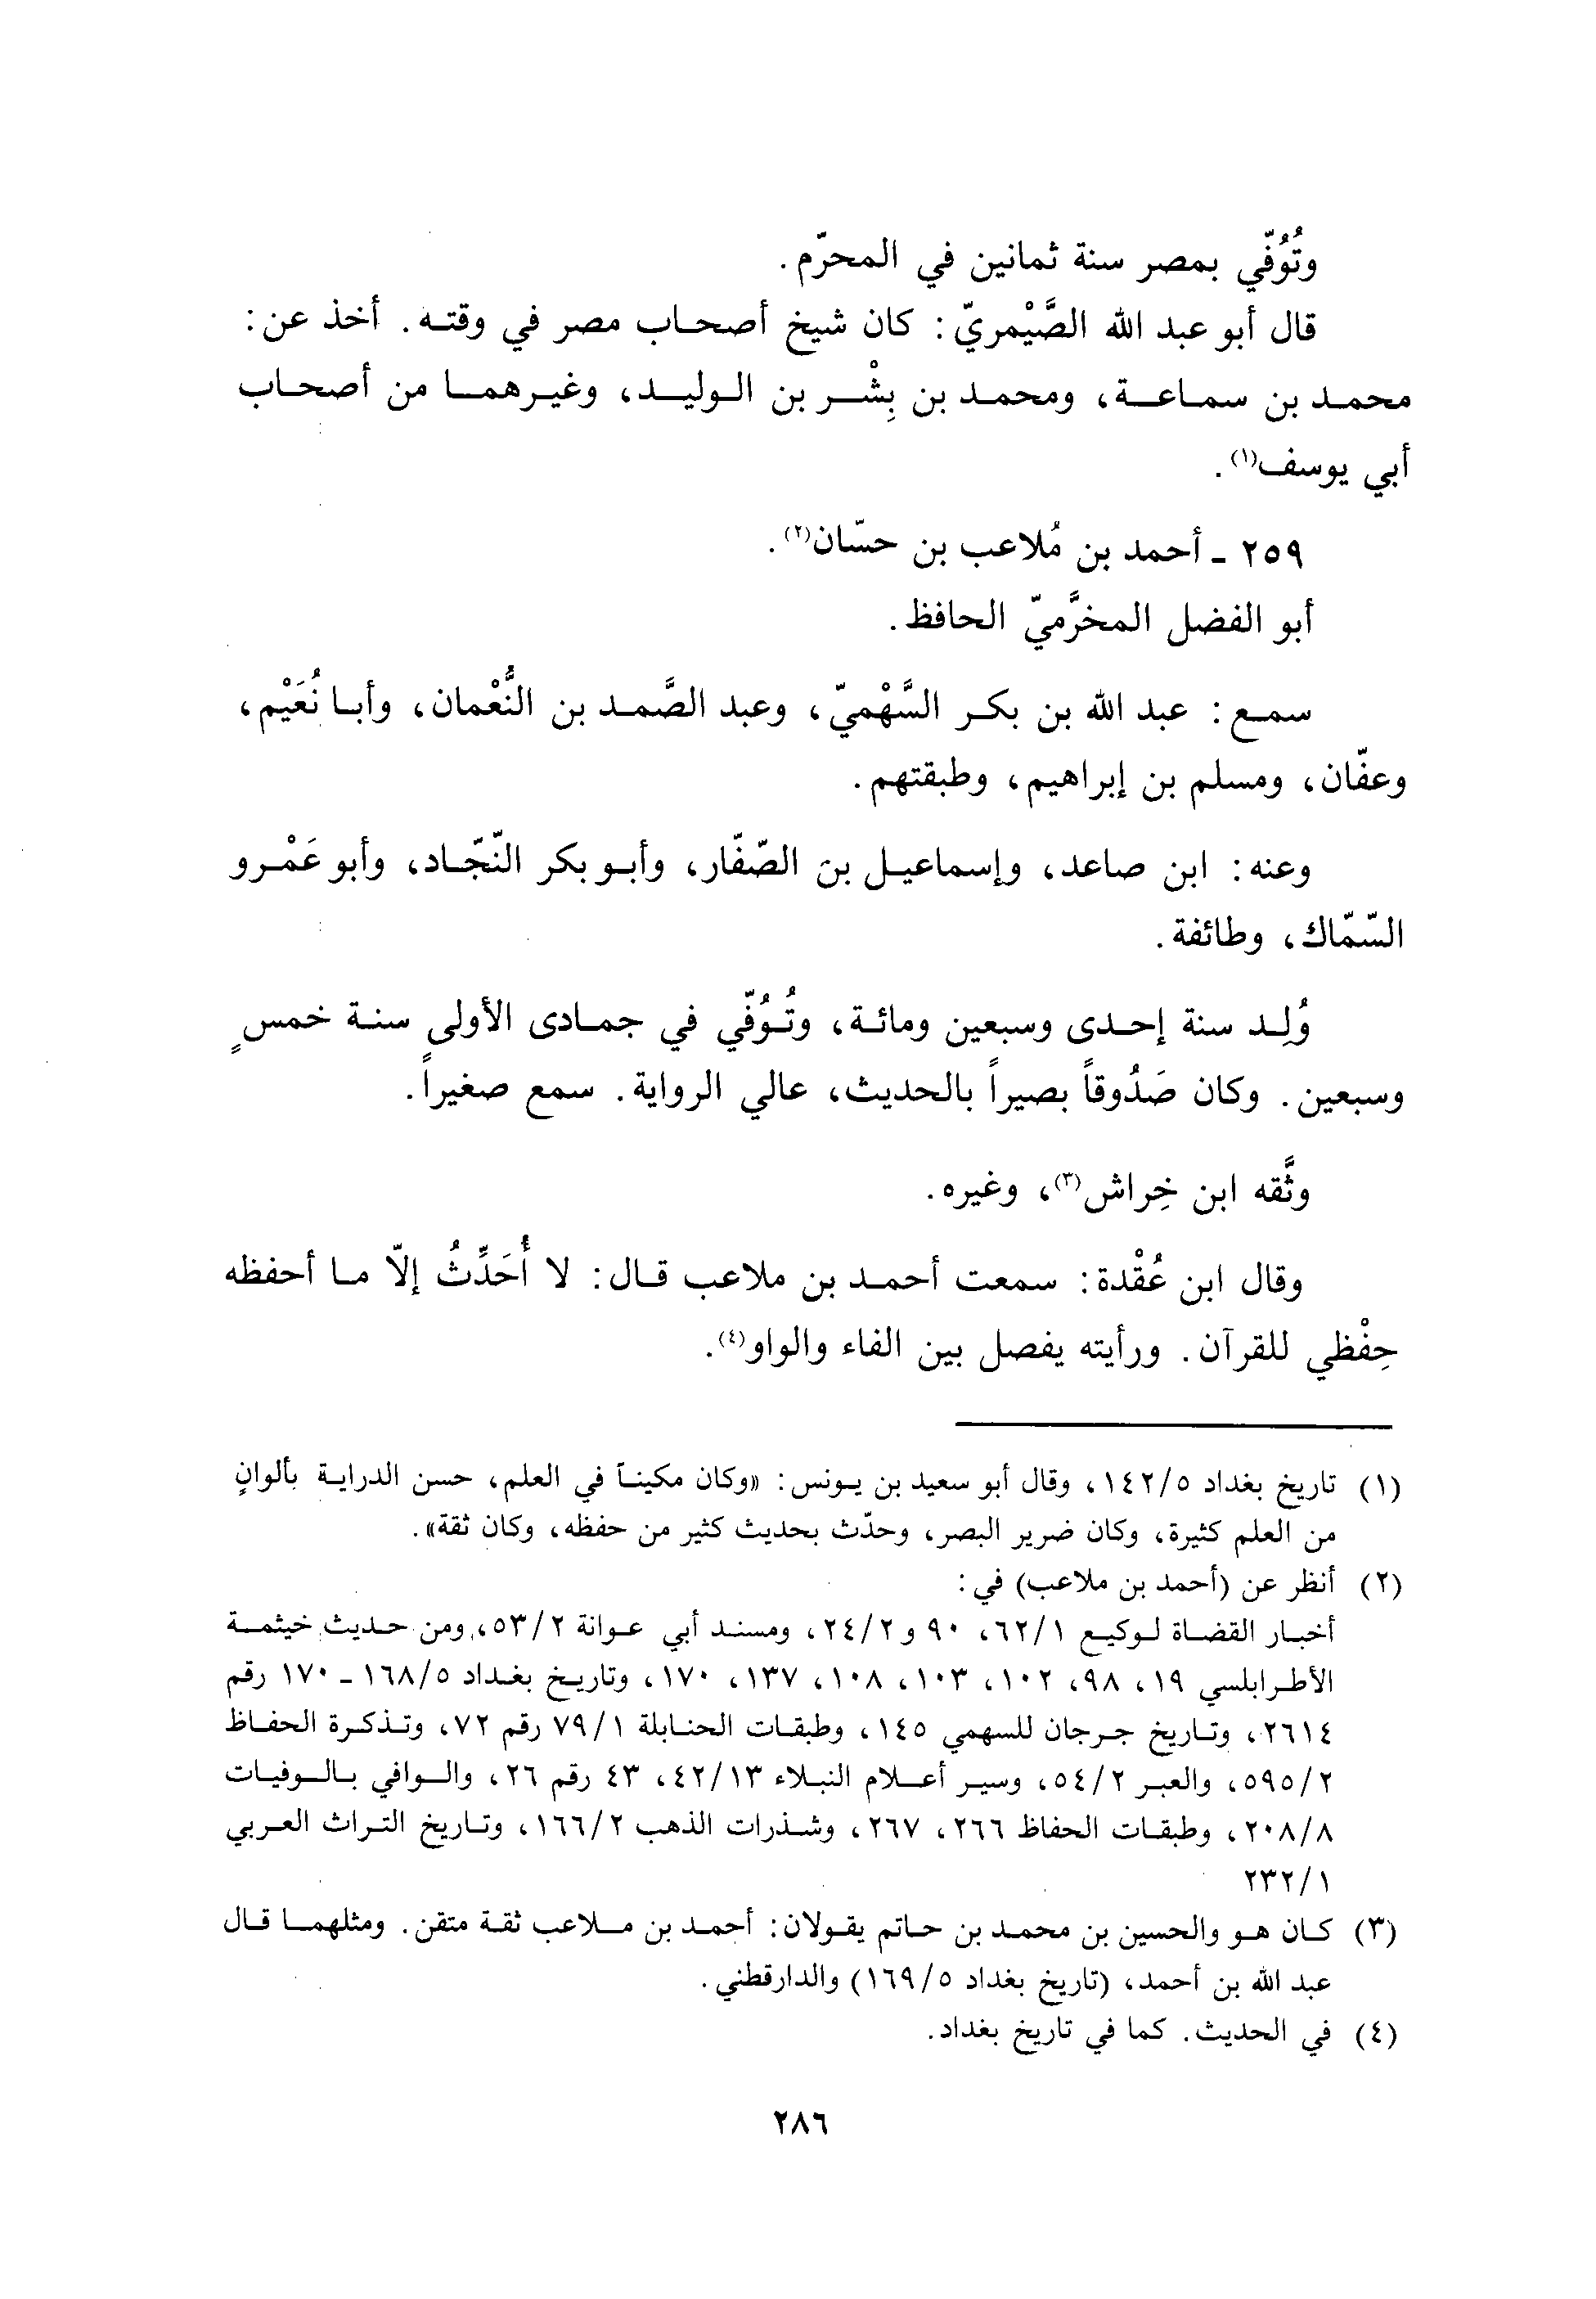 وتُوُفّي بمصر سنة ثمانين في المحرّم.
قال أبو عبد الله الصَّيْمريّ: كان شيخ أصحاب مصر في وقته. أخذ عن:
محمد بن سماعة، ومحمد بن بِشْر بن الوليد، وغيرهما من أصحاب
أبي يوسف(١).
٢٥٩ - أحمد بن مُلاعب بن حسّان(٢).
أبو الفضل المخرَّميّ الحافظ.
سمع: عبد الله بن بكر السَّهْميّ، وعبد الصَّمد بن النُّعْمان، وأبا نُعَيْم،
وعفّان، ومسلم بن إبراهيم، وطبقتهم.
وعنه: ابن صاعد، وإسماعيل بن الصّفّار، وأبو بكر النّجّاد، وأبو عَمْرو
السّمّاك، وطائفة.
وُلِد سنة إحدى وسبعين ومائة، وتُوُفّي في جمادى الأولى سنة خمسٍ
وسبعين. وكان صَدُوقاً بصيراً بالحديث، عالي الرواية. سمع صغيراً.
وثَّقه ابن خِراش(٣)، وغيره.
وقال ابن عُقْدة: سمعت أحمد بن ملاعب قال: لا أُحَدِّثُ إلّا ما أحفظه
حِفْظي للقرآن. ورأيته يفصل بين الفاء والواو(٤).
(١) تاريخ بغداد ١٤٢/٥، وقال أبو سعيد بن يونس: «وكان مكيناً في العلم، حسن الدراية بألوانٍ
من العلم كثيرة، وكان ضرير البصر، وحدّث بحديث كثير من حفظه، وكان ثقة».
(٢) أنظر عن (أحمد بن ملاعب) في:
أخبار القضاة لوكيع ٦٢/١، ٩٠ و٢٤/٢، ومسند أبي عوانة ٥٣/٢، ومن حديث خيثمة
الأطرابلسي ١٩، ٩٨، ١٠٢، ١٠٣، ١٠٨، ١٣٧، ١٧٠، وتاريخ بغداد ١٦٨/٥ - ١٧٠ رقم
٢٦١٤، وتاريخ جرجان للسهمي ١٤٥، وطبقات الحنابلة ٧٩/١ رقم ٧٢، وتذكرة الحفاظ
٥٩٥/٢، والعبر ٥٤/٢، وسير أعلام النبلاء ٤٢/١٣، ٤٣ رقم ٢٦، والوافي بالوفيات
٢٠٨/٨، وطبقات الحفاظ ٢٦٦، ٢٦٧، وشذرات الذهب ١٦٦/٢، وتاريخ التراث العربي
٢٣٢/١
(٣) كان هو والحسين بن محمد بن حاتم يقولان: أحمد بن ملاعب ثقة متقن. ومثلهما قال
عبد الله بن أحمد، (تاريخ بغداد ١٦٩/٥) والدارقطني.
(٤) في الحديث. كما في تاريخ بغداد.
٢٨٦